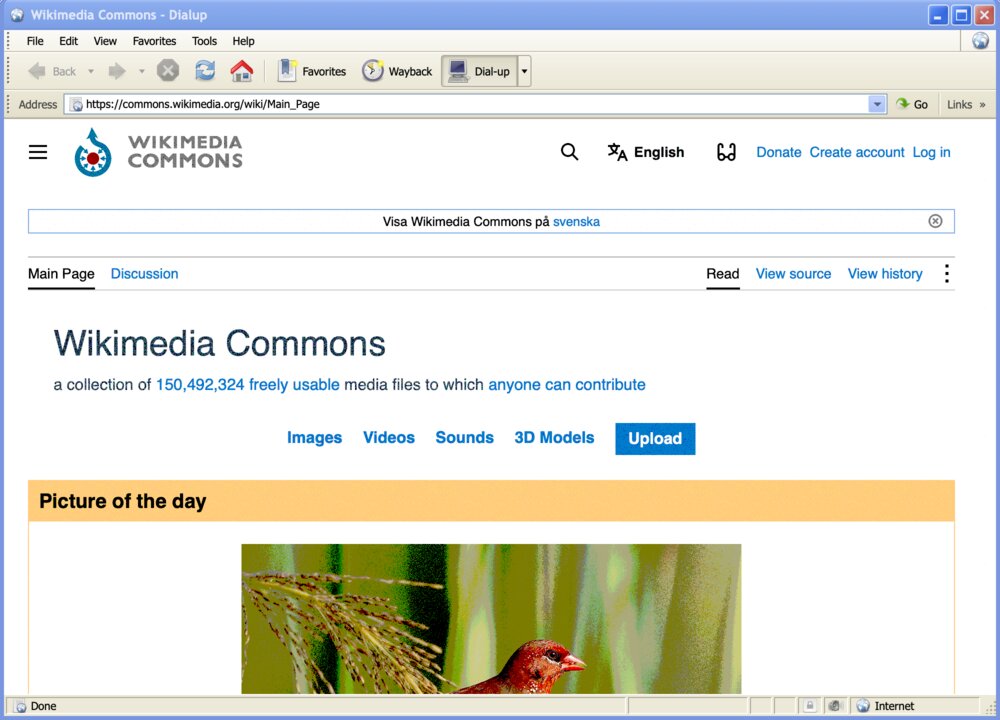 Wikimedia Commons - Dialup
File Edit View Favorites Tools Help
Back Favorites Wayback Dial-up
Address https://commons.wikimedia.org/wiki/Main_Page Go Links »
WIKIMEDIA
COMMONS
English Donate Create account Log in
Visa Wikimedia Commons på svenska
Main Page Discussion Read View source View history
Wikimedia Commons
a collection of 150,492,324 freely usable media files to which anyone can contribute
Images Videos Sounds 3D Models Upload
Picture of the day
Done Internet